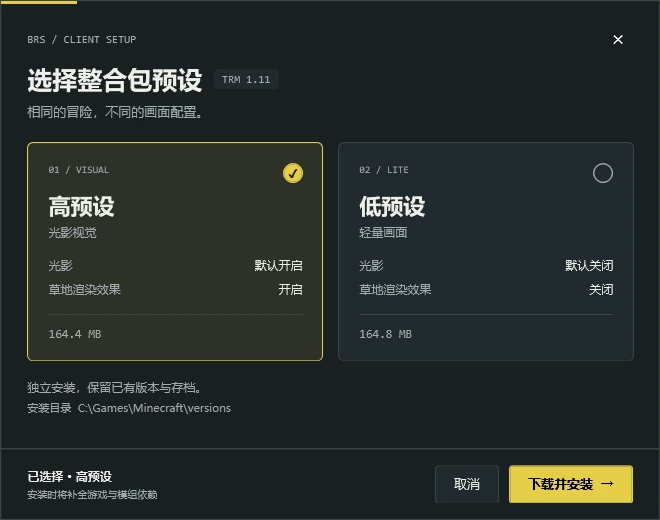 BRS / CLIENT SETUP
选择整合包预设 TRM 1.11
相同的冒险，不同的画面配置。
01 / VISUAL
高预设
光影视觉
光影 默认开启
草地渲染效果 开启
164.4 MB
02 / LITE
低预设
轻量画面
光影 默认关闭
草地渲染效果 关闭
164.8 MB
独立安装，保留已有版本与存档。
安装目录 C:\Games\Minecraft\versions
已选择·高预设
安装时将补全游戏与模组依赖
取消
下载并安装 →